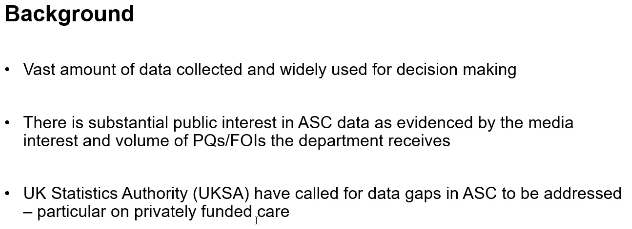 Background
• Vast amount of data collected and widely used for decision making
• There is substantial public interest in ASC data as evidenced by the media
interest and volume of PQs/FOIs the department receives
• UK Statistics Authority (UKSA) have called for data gaps in ASC to be addressed
– particular on privately funded care